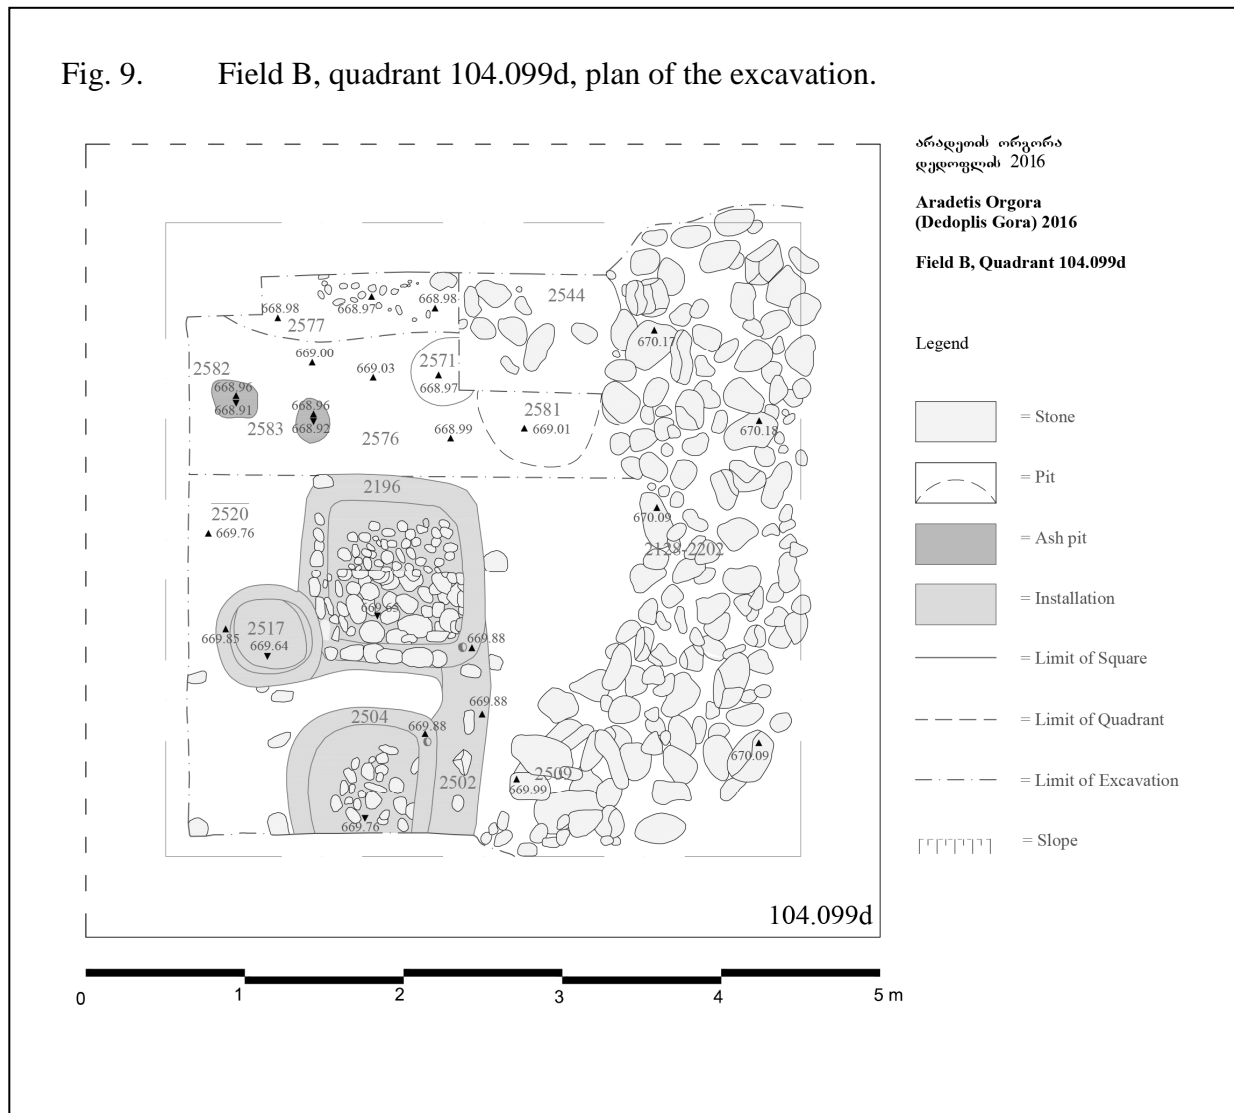 Fig. 9. Field B, quadrant 104.099d, plan of the excavation.
არადეთის ორგორა
დედოფლის 2016
Aradetis Orgora
(Dedoplis Gora) 2016
Field B, Quadrant 104.099d
Legend
= Stone
= Pit
= Ash pit
= Installation
= Limit of Square
= Limit of Quadrant
= Limit of Excavation
= Slope
2544
668.98
668.97
668.98
2577
670.17
669.00
669.03
2571
2582
668.96
668.97
668.91
668.96
2581
2583
668.92
2576
668.99
669.01
670.18
2196
2520
669.76
670.09
2128-2202
669.63
2517
669.85
669.64
669.88
669.88
2504
669.88
2502
2509
669.99
670.09
669.76
104.099d
0 1 2 3 4 5 m